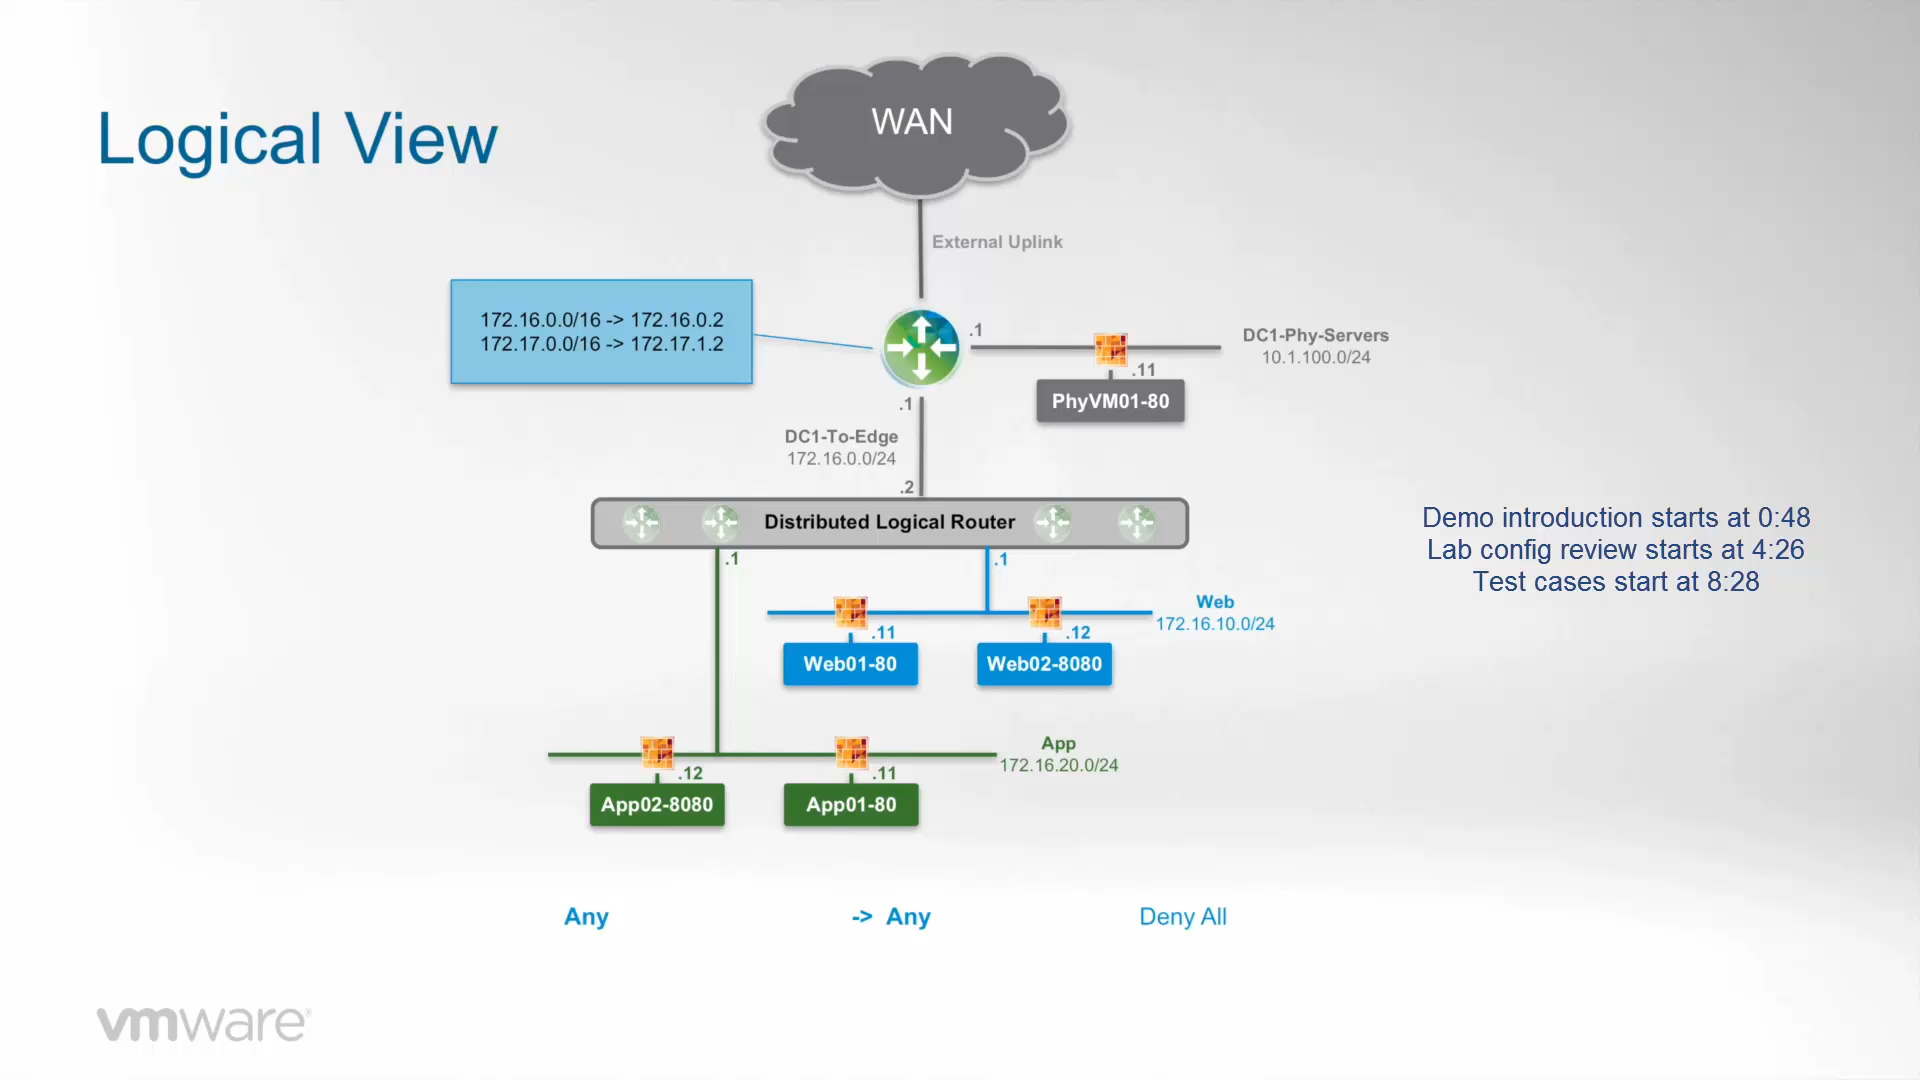 WAN
Logical View
External Uplink
172.16.0.0/16 -> 172.16.0.2
172.17.0.0/16 -> 172.17.1.2
.1
DC1-Phy-Servers
10.1.100.0/24
.11
PhyVM01-80
.1
DC1-To-Edge
172.16.0.0/24
.2
Distributed Logical Router
Demo introduction starts at 0:48
Lab config review starts at 4:26
Test cases start at 8:28
.1
.1
Web
172.16.10.0/24
.11
.12
Web01-80
Web02-8080
App
172.16.20.0/24
.12
.11
App02-8080
App01-80
Any -> Any Deny All
vmware®